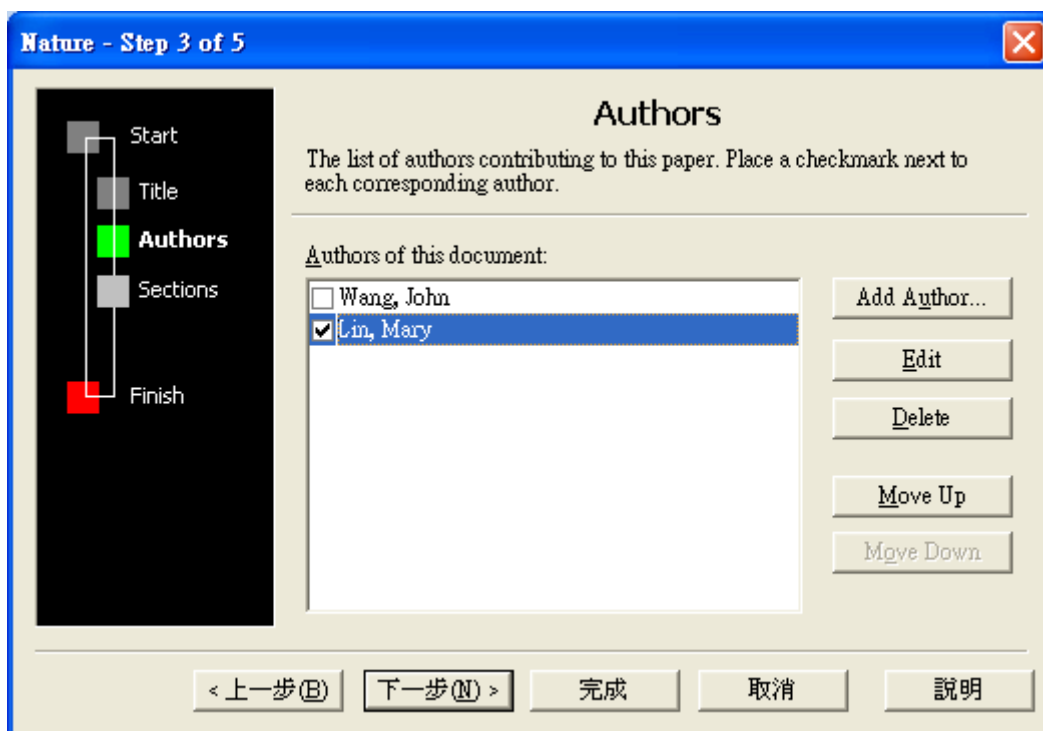 Nature - Step 3 of 5
Start
Title
Authors
Sections
Finish
Authors
The list of authors contributing to this paper. Place a checkmark next to
each corresponding author.
Authors of this document:
Wang, John
Lin, Mary
Add Author...
Edit
Delete
Move Up
Move Down
<上一步(B)
下一步(N) >
完成
取消
說明